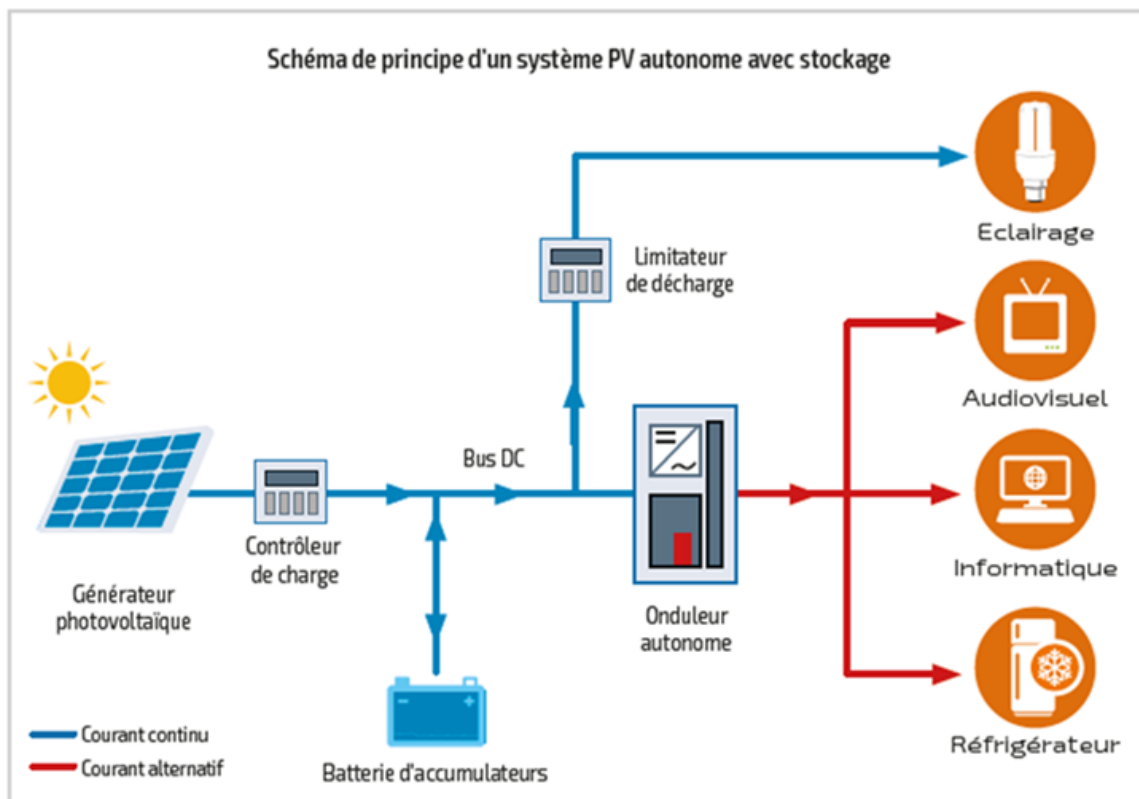 Schéma de principe d'un système PV autonome avec stockage
Eclairage
Limitateur
de décharge
Audiovisuel
Bus DC
Contrôleur
de charge
Informatique
Générateur
photovoltaïque
Onduleur
autonome
Réfrigérateur
Courant continu
Courant alternatif
Batterie d'accumulateurs